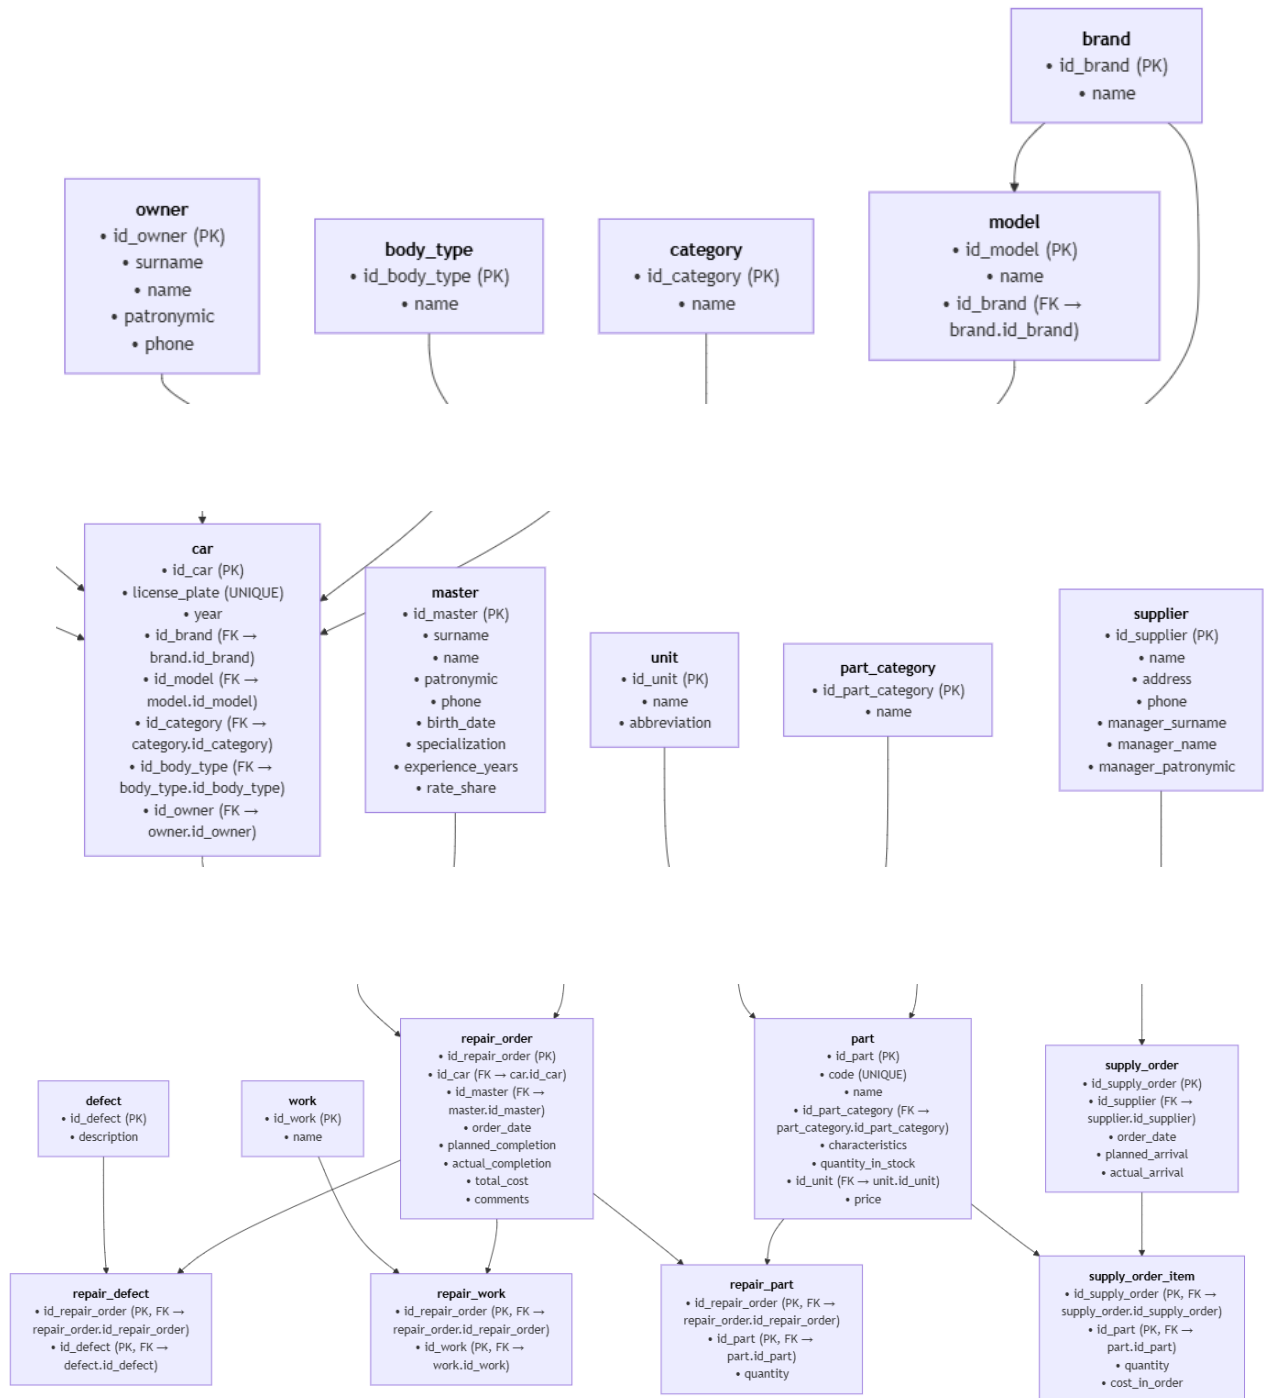 brand
• id_brand (PK)
• name
owner
• id_owner (PK)
• surname
• name
• patronymic
• phone
body_type
• id_body_type (PK)
• name
category
• id_category (PK)
• name
model
• id_model (PK)
• name
• id_brand (FK →
brand.id_brand)
car
• id_car (PK)
• license_plate (UNIQUE)
• year
• id_brand (FK →
brand.id_brand)
• id_model (FK →
model.id_model)
• id_category (FK →
category.id_category)
• id_body_type (FK →
body_type.id_body_type)
• id_owner (FK →
owner.id_owner)
master
• id_master (PK)
• surname
• name
• patronymic
• phone
• birth_date
• specialization
• experience_years
• rate_share
unit
• id_unit (PK)
• name
• abbreviation
part_category
• id_part_category (PK)
• name
supplier
• id_supplier (PK)
• name
• address
• phone
• manager_surname
• manager_name
• manager_patronymic
defect
• id_defect (PK)
• description
work
• id_work (PK)
• name
repair_order
• id_repair_order (PK)
• id_car (FK → car.id_car)
• id_master (FK →
master.id_master)
• order_date
• planned_completion
• actual_completion
• total_cost
• comments
part
• id_part (PK)
• code (UNIQUE)
• name
• id_part_category (FK →
part_category.id_part_category)
• characteristics
• quantity_in_stock
• id_unit (FK → unit.id_unit)
• price
supply_order
• id_supply_order (PK)
• id_supplier (FK →
supplier.id_supplier)
• order_date
• planned_arrival
• actual_arrival
repair_defect
• id_repair_order (PK, FK →
repair_order.id_repair_order)
• id_defect (PK, FK →
defect.id_defect)
repair_work
• id_repair_order (PK, FK →
repair_order.id_repair_order)
• id_work (PK, FK →
work.id_work)
repair_part
• id_repair_order (PK, FK →
repair_order.id_repair_order)
• id_part (PK, FK →
part.id_part)
• quantity
supply_order_item
• id_supply_order (PK, FK →
supply_order.id_supply_order)
• id_part (PK, FK →
part.id_part)
• quantity
• cost_in_order